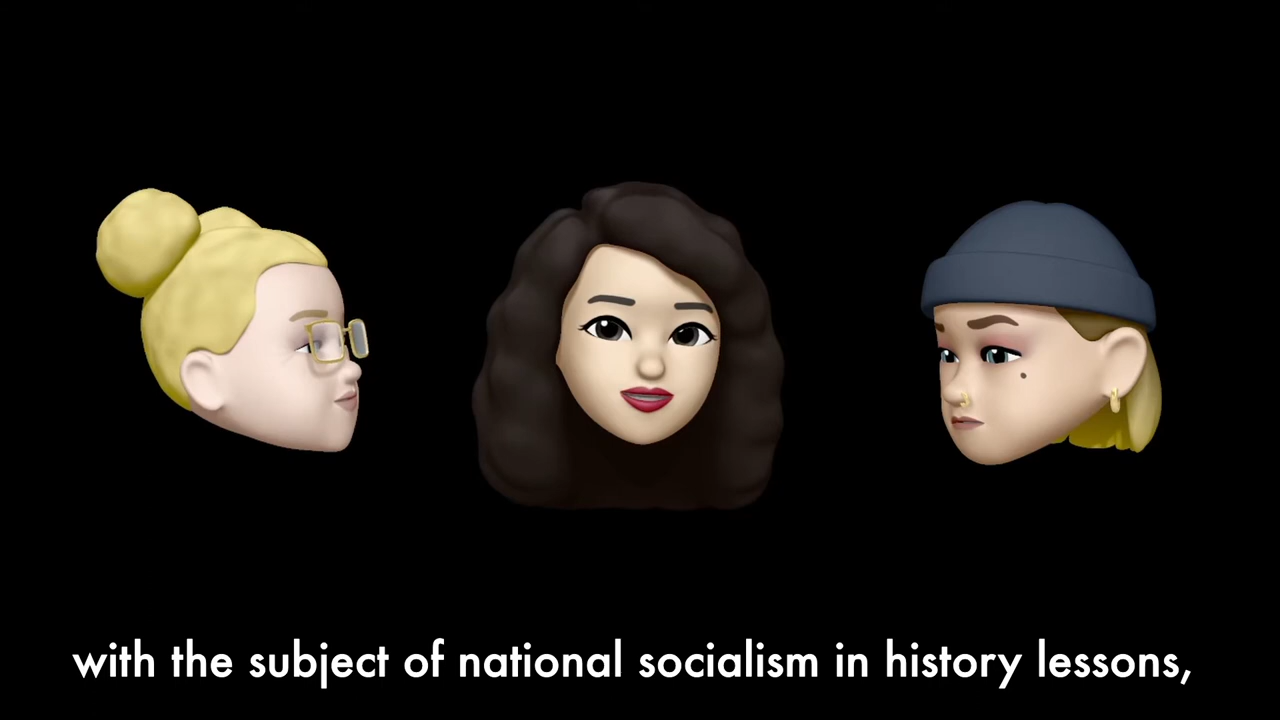 with the subject of national socialism in history lessons,